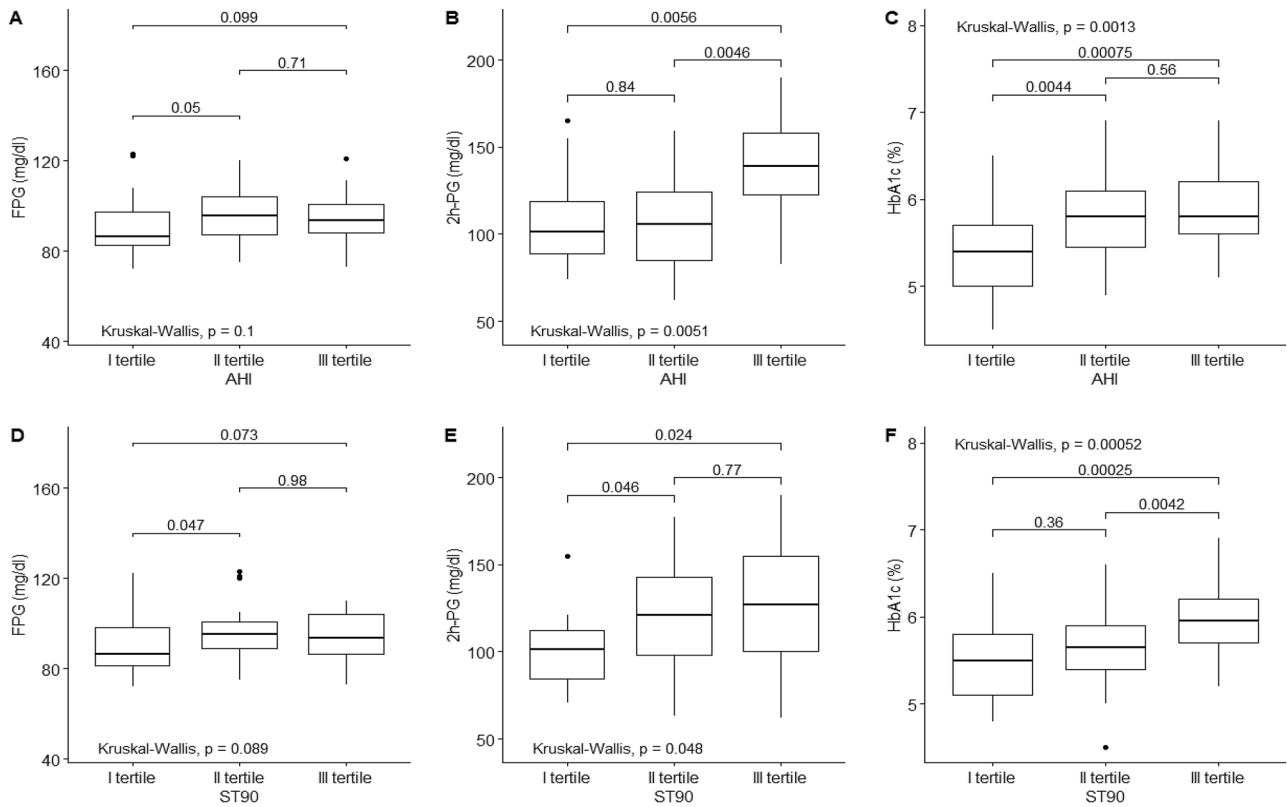 A
0.099
160
0.71
0.05
120
FPG (mg/dl)
80
Kruskal-Wallis, p = 0.1
40
I tertile II tertile III tertile
AHI
B
0.0056
200
0.0046
0.84
150
2h-PG (mg/dl)
100
50
Kruskal-Wallis, p = 0.0051
I tertile II tertile III tertile
AHI
C
8
Kruskal-Wallis, p = 0.0013
0.00075
0.56
0.0044
7
HbA1c (%)
6
5
I tertile II tertile III tertile
AHI
D
0.073
160
0.98
0.047
120
FPG (mg/dl)
80
Kruskal-Wallis, p = 0.089
40
I tertile II tertile III tertile
ST90
E
0.024
200
0.77
0.046
150
2h-PG (mg/dl)
100
50
Kruskal-Wallis, p = 0.048
I tertile II tertile III tertile
ST90
F
8
Kruskal-Wallis, p = 0.00052
0.00025
0.0042
0.36
7
HbA1c (%)
6
5
I tertile II tertile III tertile
ST90